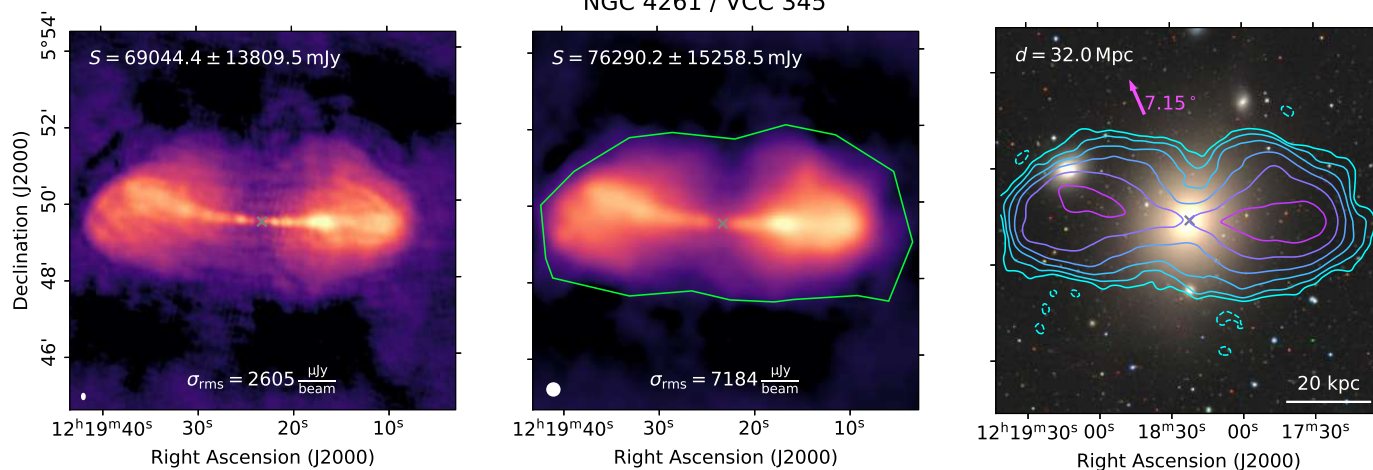 NGC 4261 / VCC 345
S = 69044.4 ± 13809.5 mJy
σrms = 2605 μJy/beam
5°54'
52'
50'
48'
46'
Declination (J2000)
12ʰ19ᵐ40ˢ 30ˢ 20ˢ 10ˢ
Right Ascension (J2000)
S = 76290.2 ± 15258.5 mJy
σrms = 7184 μJy/beam
12ʰ19ᵐ40ˢ 30ˢ 20ˢ 10ˢ
Right Ascension (J2000)
d = 32.0 Mpc
7.15°
20 kpc
12ʰ19ᵐ30ˢ 00ˢ 18ᵐ30ˢ 00ˢ 17ᵐ30ˢ
Right Ascension (J2000)